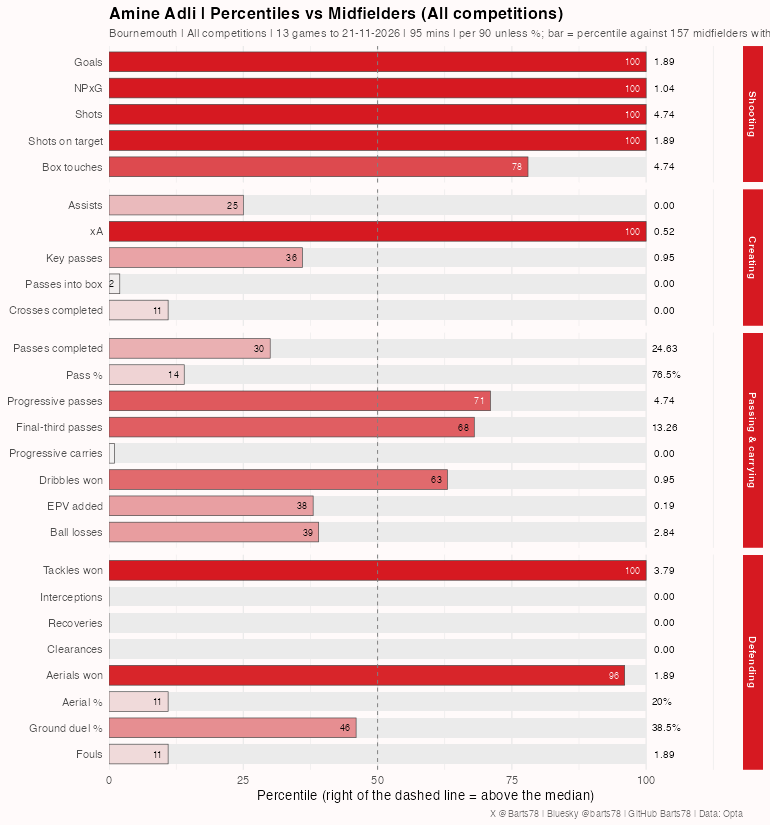 Amine Adli | Percentiles vs Midfielders (All competitions)
Bournemouth | All competitions | 13 games to 21-11-2026 | 95 mins | per 90 unless %; bar = percentile against 157 midfielders with
Goals 100 1.89
NPxG 100 1.04
Shots 100 4.74
Shots on target 100 1.89
Box touches 78 4.74
Shooting
Assists 25 0.00
xA 100 0.52
Key passes 36 0.95
Passes into box 2 0.00
Crosses completed 11 0.00
Creating
Passes completed 30 24.63
Pass % 14 76.5%
Progressive passes 71 4.74
Final-third passes 68 13.26
Progressive carries 0.00
Dribbles won 63 0.95
EPV added 38 0.19
Ball losses 39 2.84
Passing & carrying
Tackles won 100 3.79
Interceptions 0.00
Recoveries 0.00
Clearances 0.00
Aerials won 96 1.89
Aerial % 11 20%
Ground duel % 46 38.5%
Fouls 11 1.89
Defending
0 25 50 75 100
Percentile (right of the dashed line = above the median)
X @Barts78 | Bluesky @barts78 | GitHub Barts78 | Data: Opta